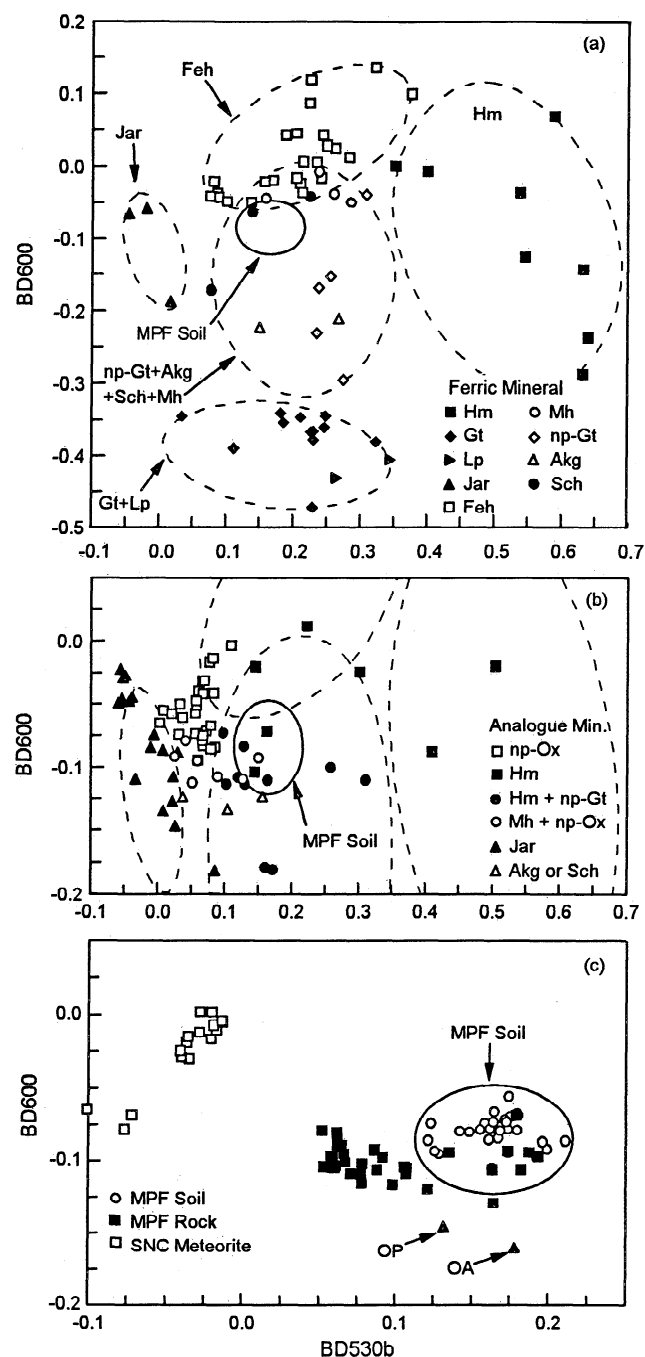 (a)
0.2
0.1
0.0
-0.1
-0.2
-0.3
-0.4
-0.5
BD600
Feh
Jar
Hm
MPF Soil
np-Gt+Akg
+Sch+Mh
Gt+Lp
Ferric Mineral
Hm
Mh
Gt
np-Gt
Lp
Akg
Jar
Sch
Feh
-0.1 0.0 0.1 0.2 0.3 0.4 0.5 0.6 0.7
(b)
0.0
-0.1
-0.2
BD600
MPF Soil
Analogue Min.
np-Ox
Hm
Hm + np-Gt
Mh + np-Ox
Jar
Akg or Sch
-0.1 0.0 0.1 0.2 0.3 0.4 0.5 0.6 0.7
(c)
0.0
-0.1
-0.2
BD600
MPF Soil
MPF Soil
MPF Rock
SNC Meteorite
OP
OA
-0.1 0.0 0.1 0.2
BD530b